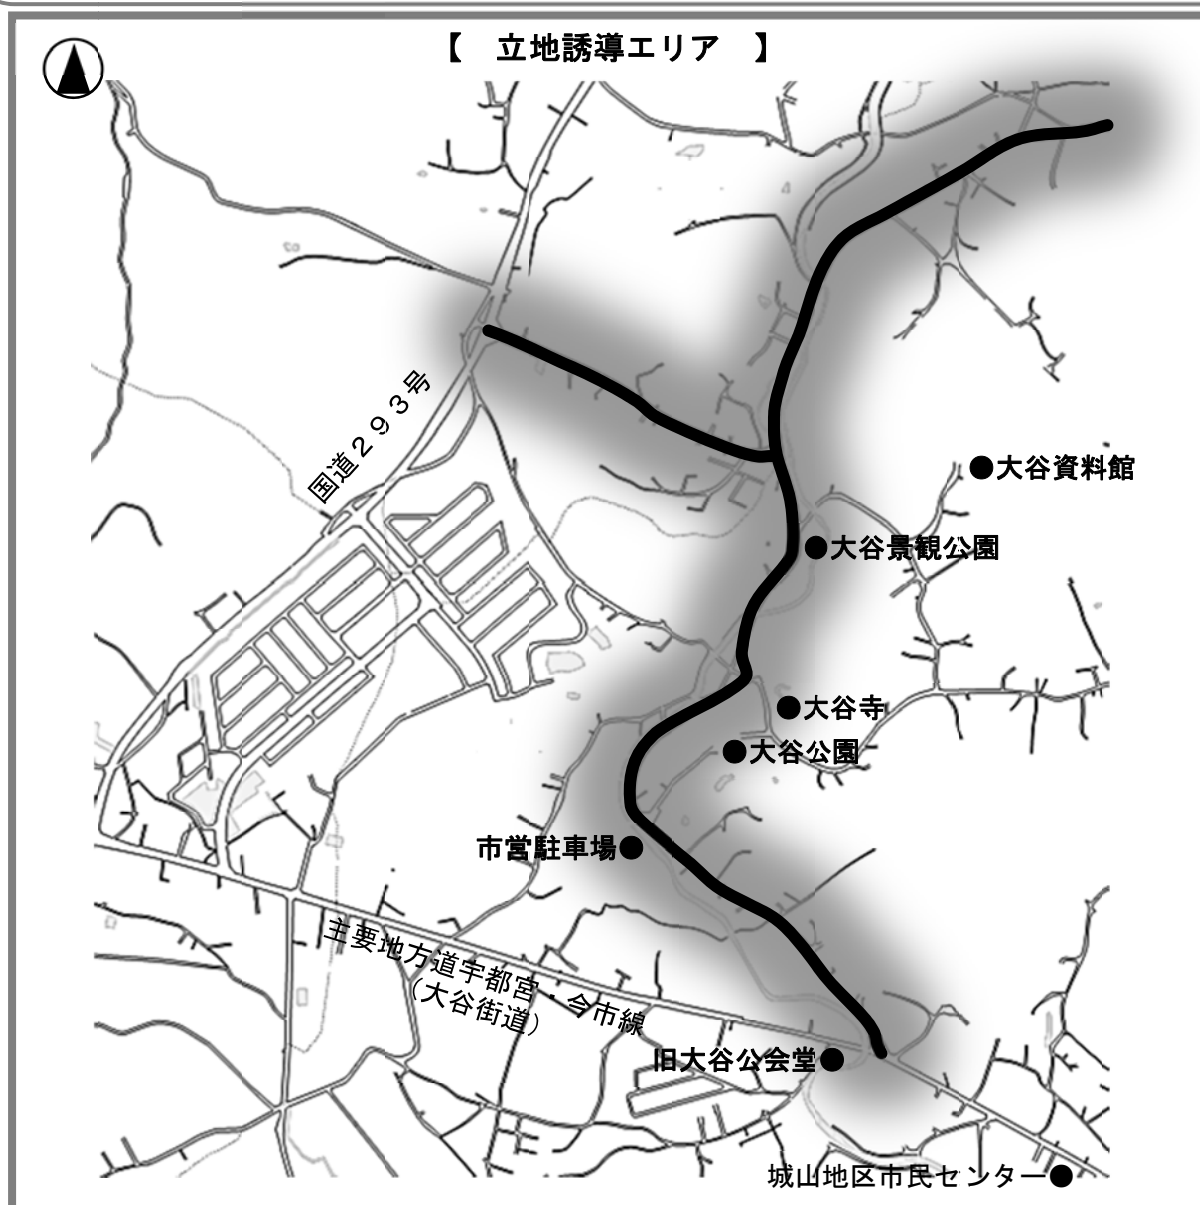 【　立地誘導エリア　】
国道２９３号
●大谷資料館
●大谷景観公園
●大谷寺
●大谷公園
市営駐車場●
主要地方道宇都宮・今市線
（大谷街道）
旧大谷公会堂●
城山地区市民センター●